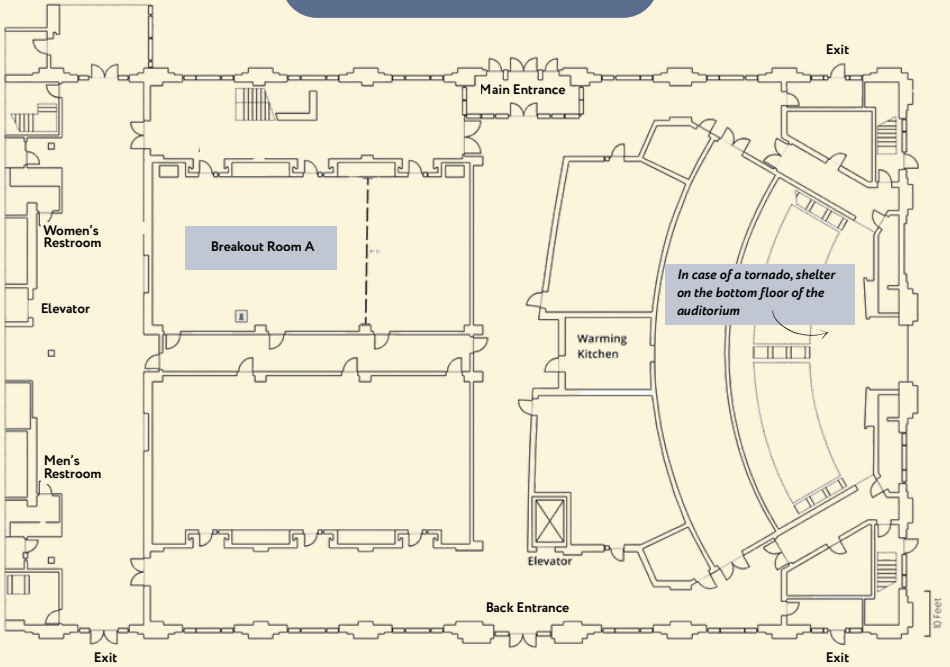 Exit
Main Entrance
Women's
Restroom
Breakout Room A
In case of a tornado, shelter
on the bottom floor of the
auditorium
Elevator
Warming
Kitchen
Men's
Restroom
Elevator
Back Entrance
10 Feet
Exit
Exit